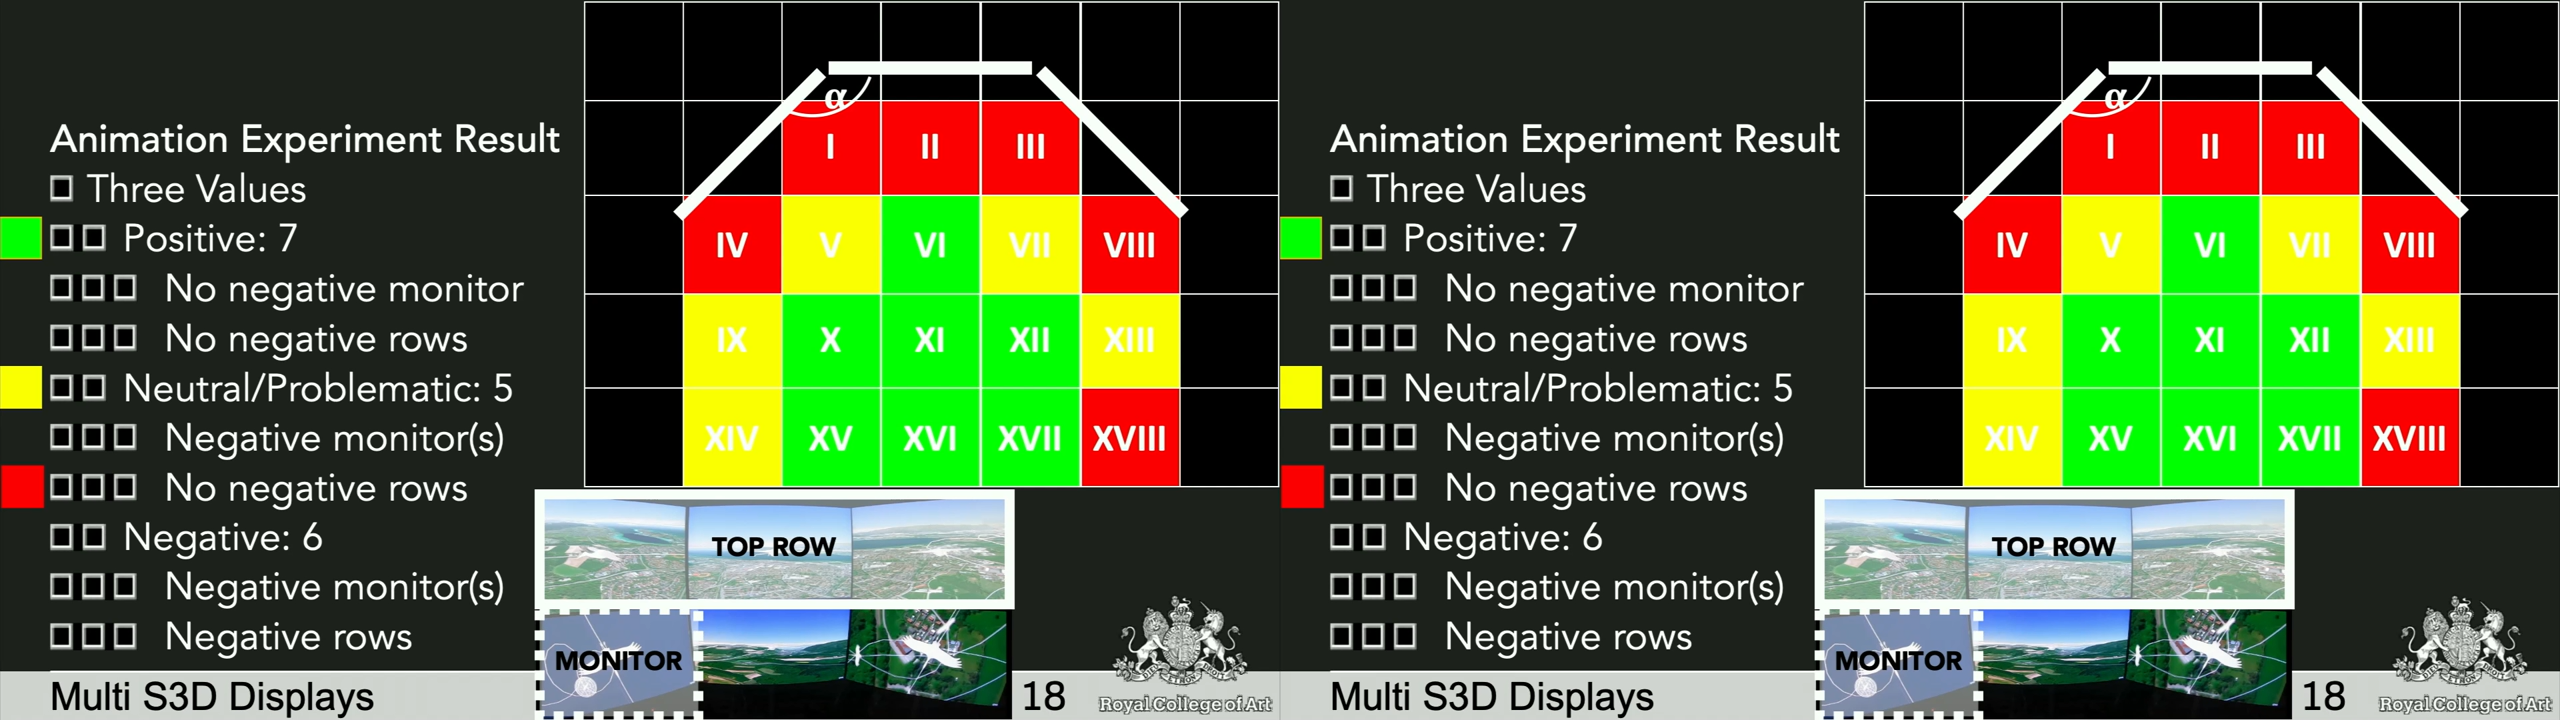 Animation Experiment Result
Three Values
Positive: 7
No negative monitor
No negative rows
Neutral/Problematic: 5
Negative monitor(s)
No negative rows
Negative: 6
Negative monitor(s)
Negative rows
α
I II III
IV V VI VII VIII
IX X XI XII XIII
XIV XV XVI XVII XVIII
TOP ROW
MONITOR
Multi S3D Displays
18
Royal College of Art
Animation Experiment Result
Three Values
Positive: 7
No negative monitor
No negative rows
Neutral/Problematic: 5
Negative monitor(s)
No negative rows
Negative: 6
Negative monitor(s)
Negative rows
α
I II III
IV V VI VII VIII
IX X XI XII XIII
XIV XV XVI XVII XVIII
TOP ROW
MONITOR
Multi S3D Displays
18
Royal College of Art